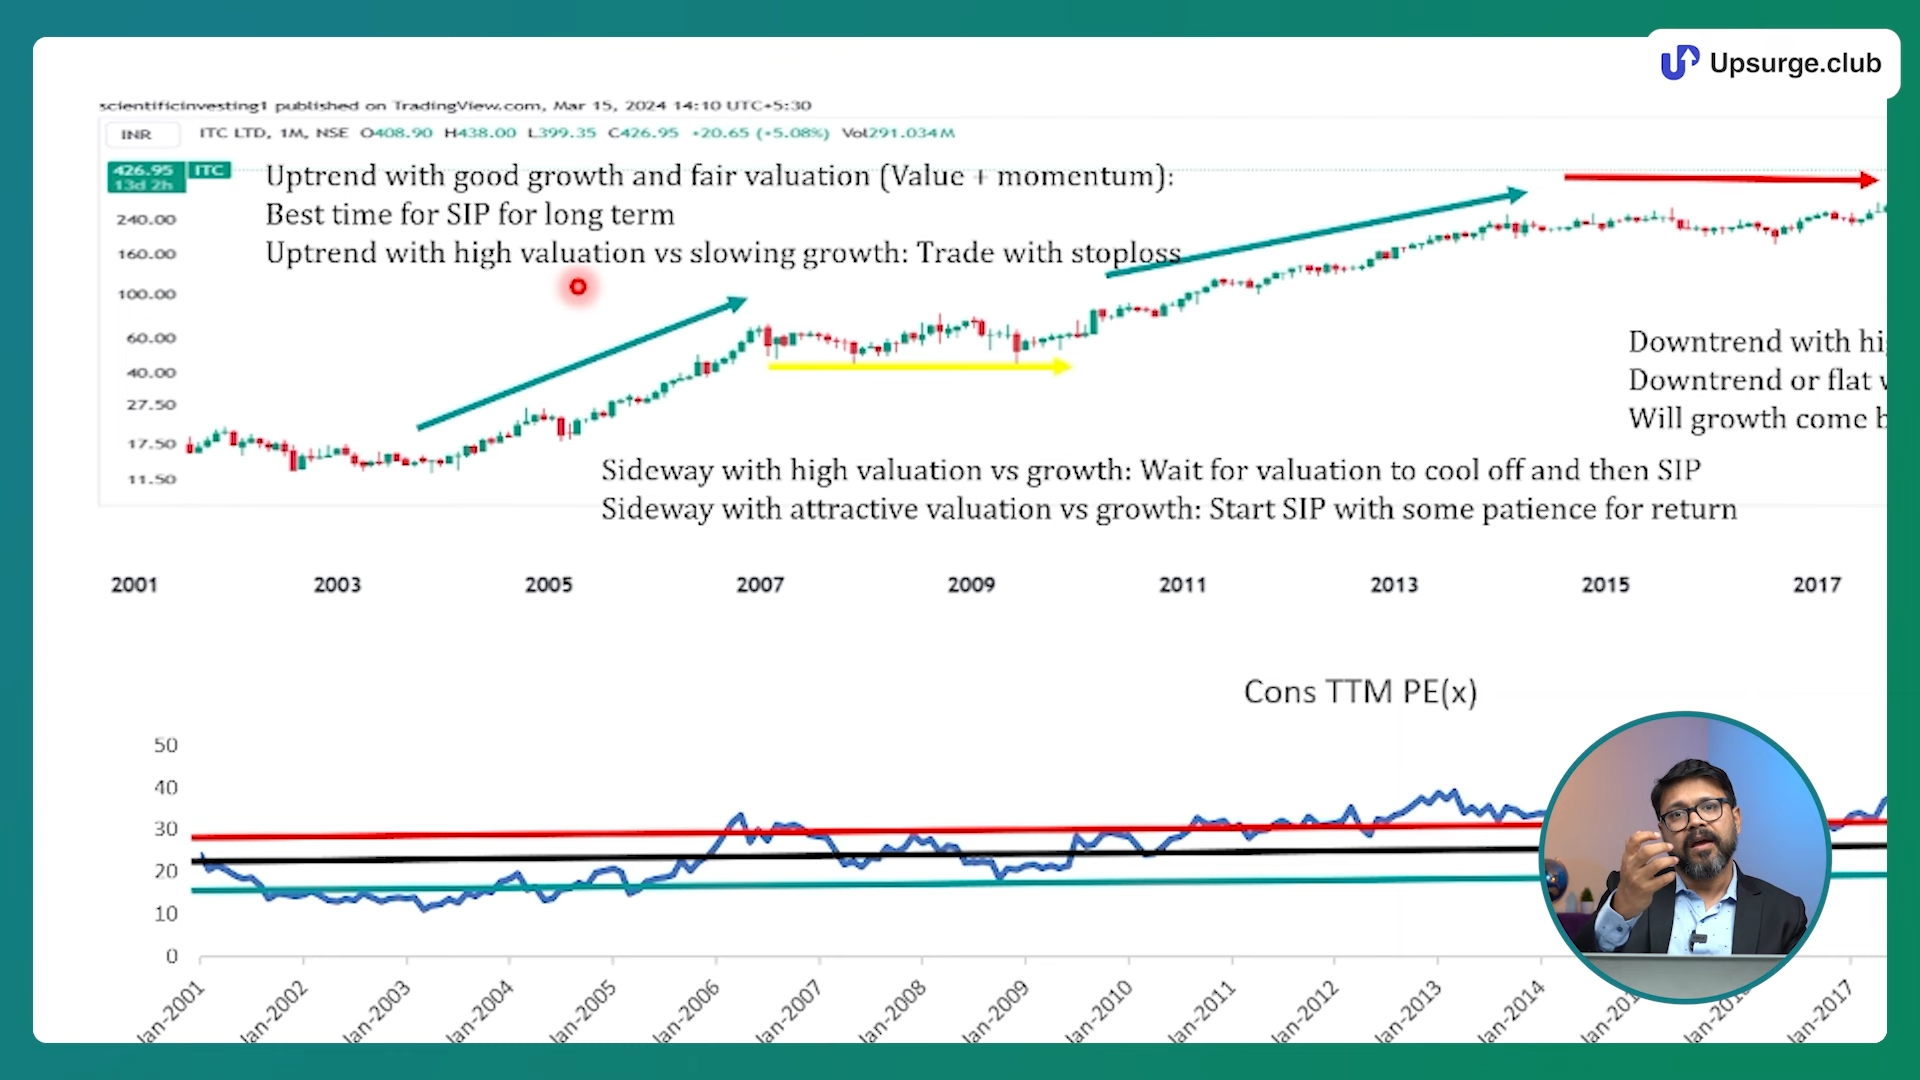 Upsurge.club
scientificinvesting1 published on TradingView.com, Mar 15, 2024 14:10 UTC+5:30
INR ITC LTD, 1M, NSE O408.90 H438.00 L399.35 C426.95 +20.65 (+5.08%) Vol291.034M
426.95 ITC
13d 2h
Uptrend with good growth and fair valuation (Value + momentum):
Best time for SIP for long term
Uptrend with high valuation vs slowing growth: Trade with stoploss
240.00
160.00
100.00
60.00
40.00
27.50
17.50
11.50
Downtrend with
Downtrend or flat
Will growth come
Sideway with high valuation vs growth: Wait for valuation to cool off and then SIP
Sideway with attractive valuation vs growth: Start SIP with some patience for return
2001 2003 2005 2007 2009 2011 2013 2015 2017
Cons TTM PE(x)
50
40
30
20
10
0
Jan-2001 Jan-2002 Jan-2003 Jan-2004 Jan-2005 Jan-2006 Jan-2007 Jan-2008 Jan-2009 Jan-2010 Jan-2011 Jan-2012 Jan-2013 Jan-2014 Jan-2017